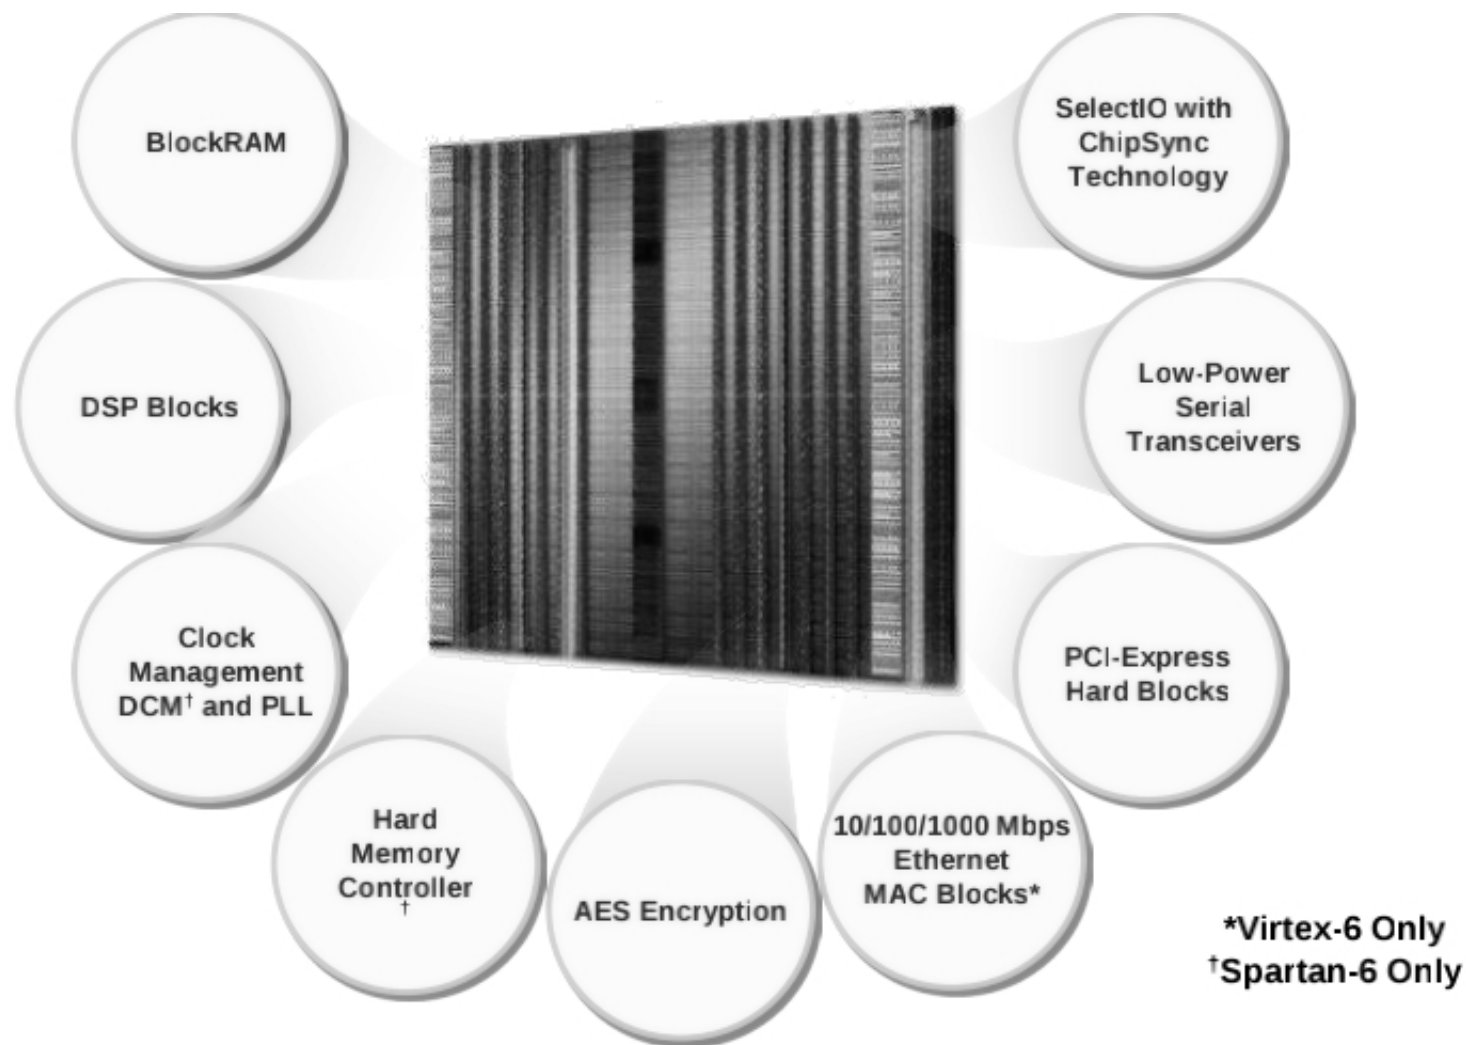 BlockRAM
DSP Blocks
Clock
Management
DCM† and PLL
Hard
Memory
Controller
†
AES Encryption
10/100/1000 Mbps
Ethernet
MAC Blocks*
PCI-Express
Hard Blocks
Low-Power
Serial
Transceivers
SelectIO with
ChipSync
Technology
*Virtex-6 Only
†Spartan-6 Only